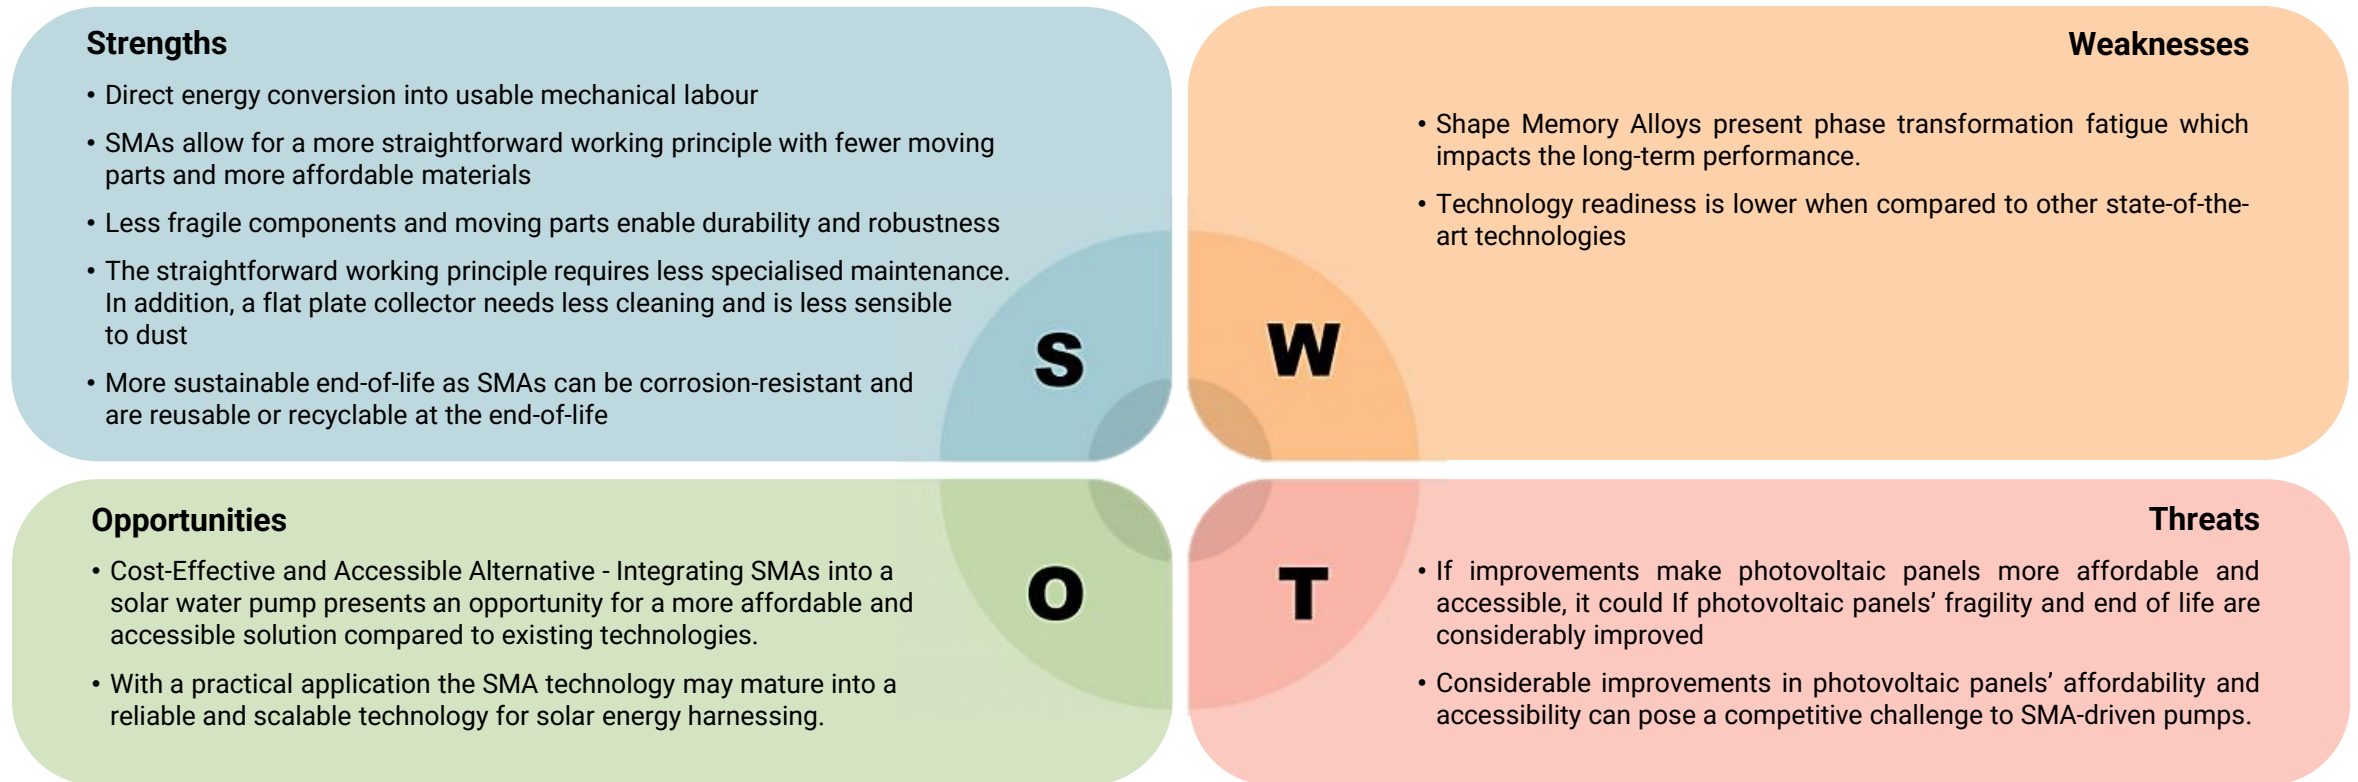 Strengths
• Direct energy conversion into usable mechanical labour
• SMAs allow for a more straightforward working principle with fewer moving
parts and more affordable materials
• Less fragile components and moving parts enable durability and robustness
• The straightforward working principle requires less specialised maintenance.
In addition, a flat plate collector needs less cleaning and is less sensible
to dust
• More sustainable end-of-life as SMAs can be corrosion-resistant and
are reusable or recyclable at the end-of-life
S
Weaknesses
• Shape Memory Alloys present phase transformation fatigue which
impacts the long-term performance.
• Technology readiness is lower when compared to other state-of-the-
art technologies
W
Opportunities
• Cost-Effective and Accessible Alternative - Integrating SMAs into a
solar water pump presents an opportunity for a more affordable and
accessible solution compared to existing technologies.
• With a practical application the SMA technology may mature into a
reliable and scalable technology for solar energy harnessing.
O
Threats
• If improvements make photovoltaic panels more affordable and
accessible, it could If photovoltaic panels’ fragility and end of life are
considerably improved
• Considerable improvements in photovoltaic panels’ affordability and
accessibility can pose a competitive challenge to SMA-driven pumps.
T